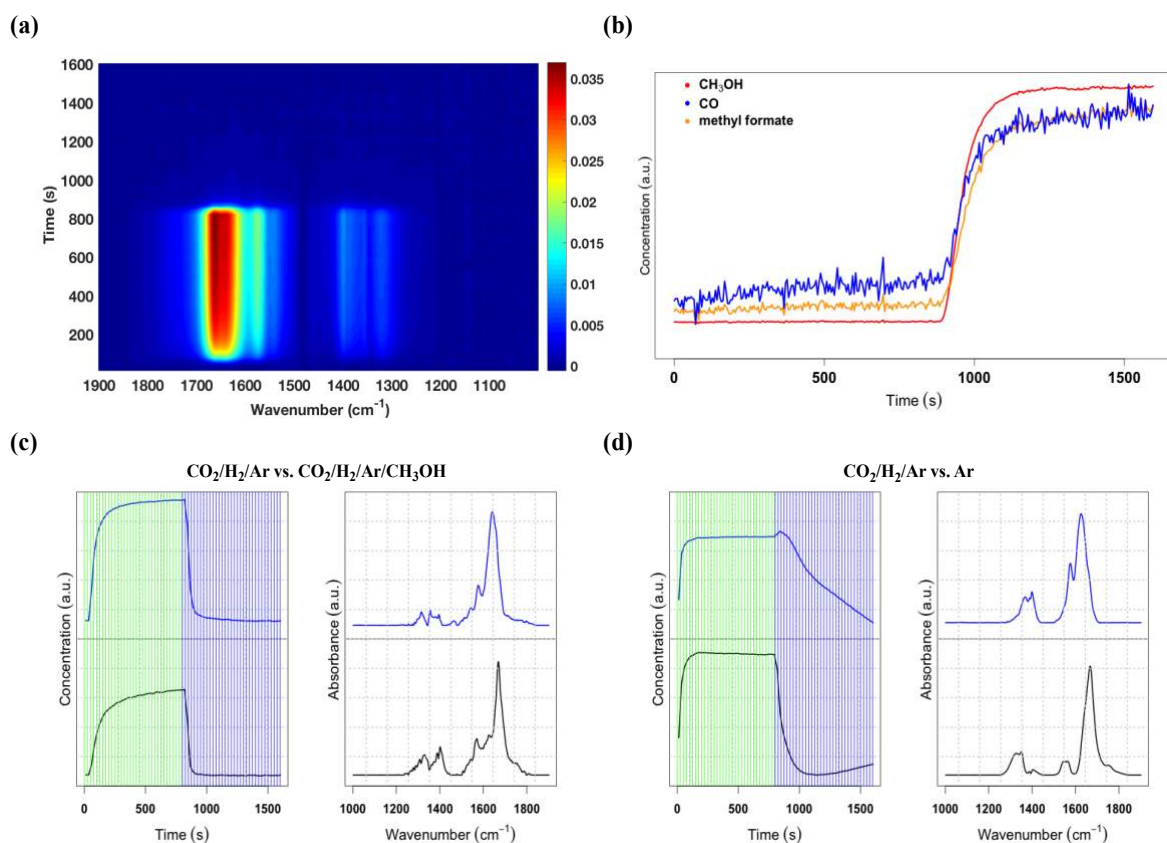 (a)
1600
1400
1200
1000
800
600
400
200
Time (s)
1900 1800 1700 1600 1500 1400 1300 1200 1100
Wavenumber (cm⁻¹)
0.035
0.03
0.025
0.02
0.015
0.01
0.005
0
(b)
CH₃OH
CO
methyl formate
Concentration (a.u.)
0 500 1000 1500
Time (s)
(c)
CO₂/H₂/Ar vs. CO₂/H₂/Ar/CH₃OH
Concentration (a.u.)
0 500 1000 1500
Time (s)
Absorbance (a.u.)
1000 1200 1400 1600 1800
Wavenumber (cm⁻¹)
(d)
CO₂/H₂/Ar vs. Ar
Concentration (a.u.)
0 500 1000 1500
Time (s)
Absorbance (a.u.)
1000 1200 1400 1600 1800
Wavenumber (cm⁻¹)